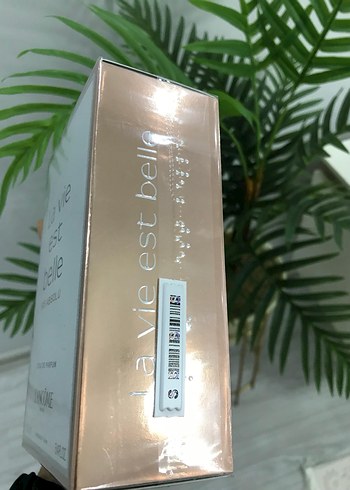 la vie
est
belle
EAU DE PARFUM
LANCÔME
la vie est belle
S